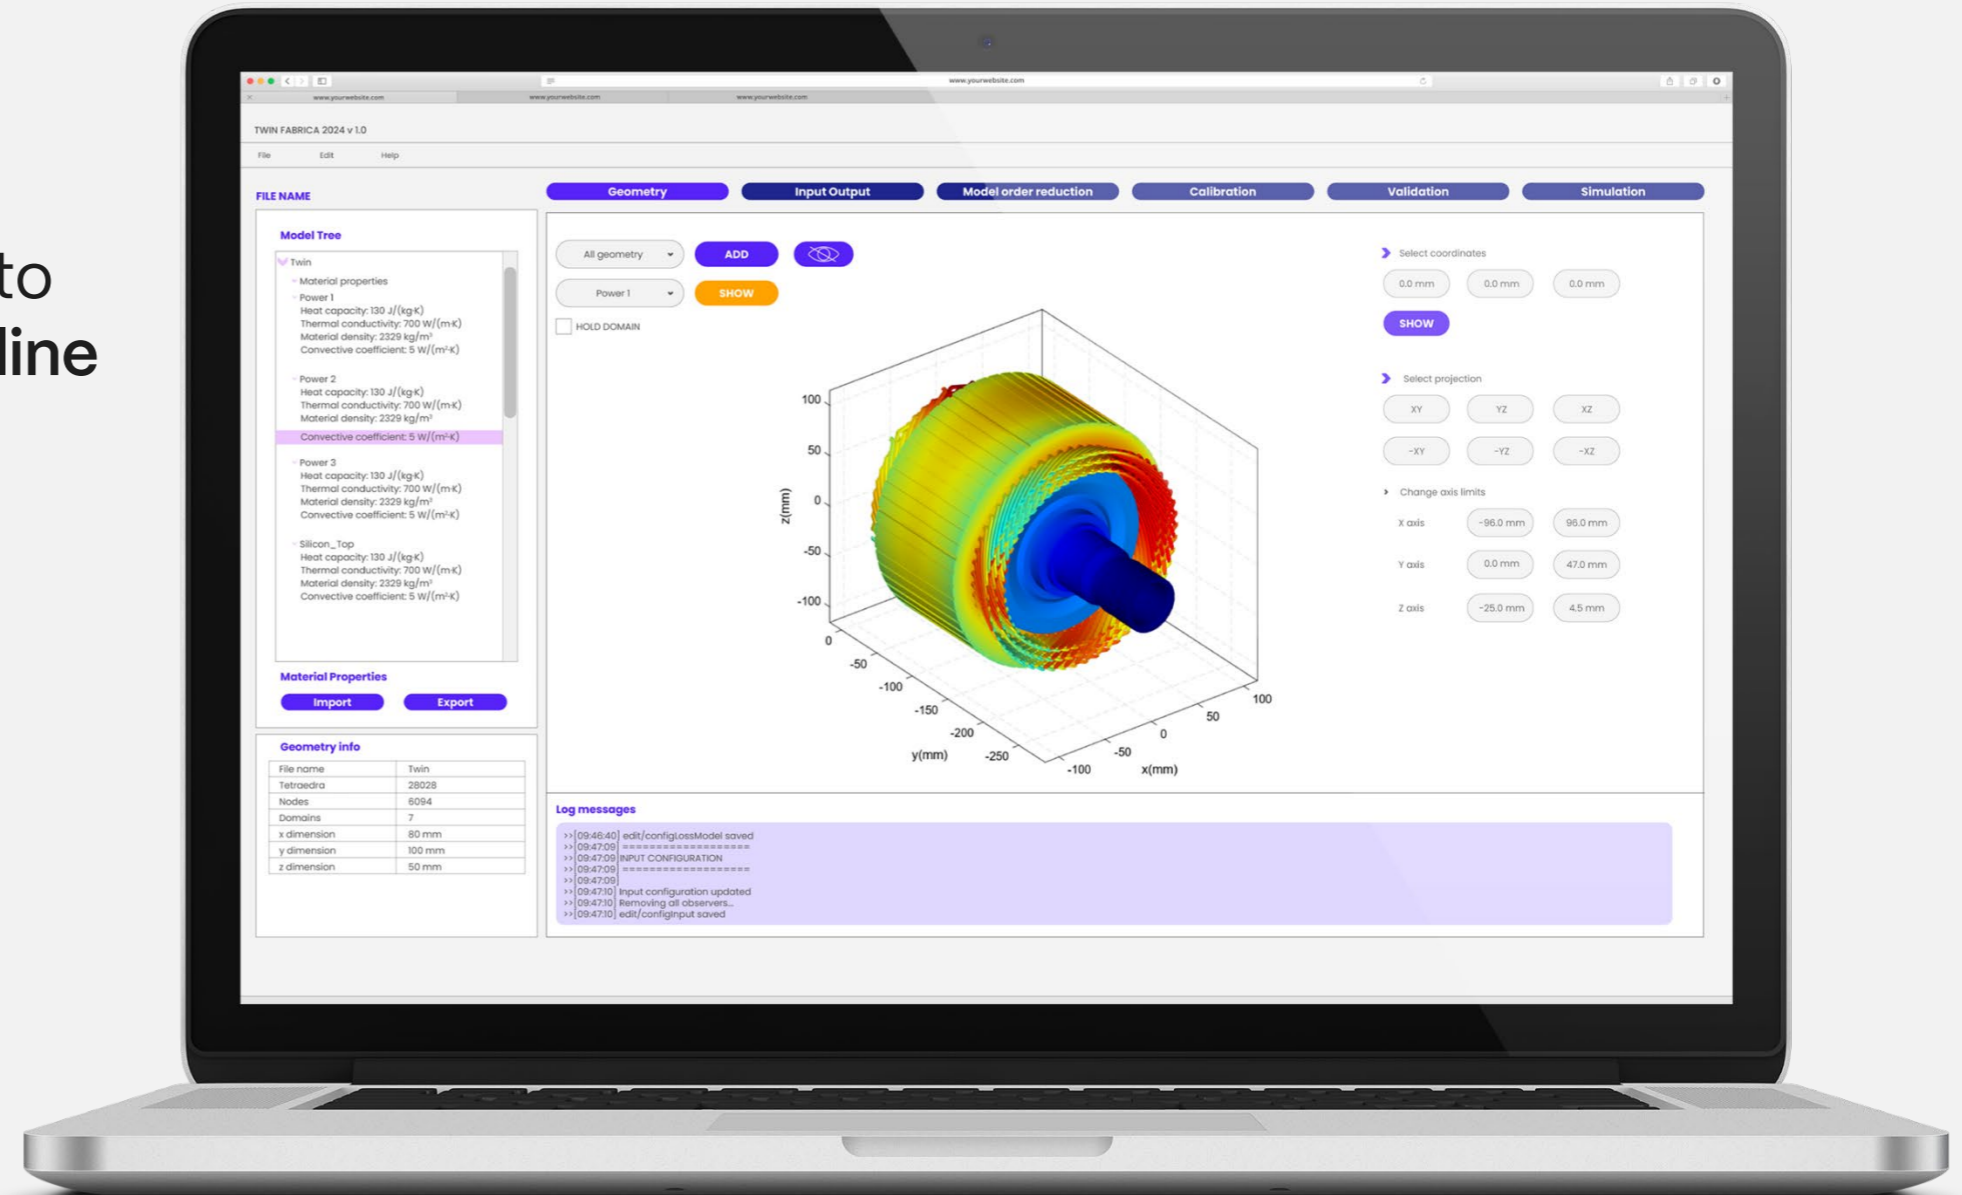 to
line
www.yourwebsite.com
www.yourwebsite.com
www.yourwebsite.com
www.yourwebsite.com
TWIN FABRICA 2024 v 1.0
File Edit Help
FILE NAME
Geometry Input Output Model order reduction Calibration Validation Simulation
Model Tree
Twin
Material properties
Power 1
Heat capacity: 130 J/(kg·K)
Thermal conductivity: 700 W/(m·K)
Material density: 2329 kg/m³
Convective coefficient: 5 W/(m²·K)
Power 2
Heat capacity: 130 J/(kg·K)
Thermal conductivity: 700 W/(m·K)
Material density: 2329 kg/m³
Convective coefficient: 5 W/(m²·K)
Power 3
Heat capacity: 130 J/(kg·K)
Thermal conductivity: 700 W/(m·K)
Material density: 2329 kg/m³
Convective coefficient: 5 W/(m²·K)
Silicon_Top
Heat capacity: 130 J/(kg·K)
Thermal conductivity: 700 W/(m·K)
Material density: 2329 kg/m³
Convective coefficient: 5 W/(m²·K)
Material Properties
Import Export
Geometry info
File name Twin
Tetraedra 28028
Nodes 6094
Domains 7
x dimension 80 mm
y dimension 100 mm
z dimension 50 mm
All geometry ADD
Power 1 SHOW
HOLD DOMAIN
100
50
0
-50
-100
z(mm)
0
-50
-100
-150
-200
-250
y(mm)
-100
-50
0
50
100
x(mm)
Select coordinates
0.0 mm 0.0 mm 0.0 mm
SHOW
Select projection
XY YZ XZ
-XY -YZ -XZ
Change axis limits
X axis -96.0 mm 96.0 mm
Y axis 0.0 mm 47.0 mm
Z axis -25.0 mm 4.5 mm
Log messages
>>[09:46:40] edit/configLossModel saved
>>[09:47:09] ===================
>>[09:47:09] INPUT CONFIGURATION
>>[09:47:09] ===================
>>[09:47:09]
>>[09:47:10] Input configuration updated
>>[09:47:10] Removing all observers...
>>[09:47:10] edit/configInput saved